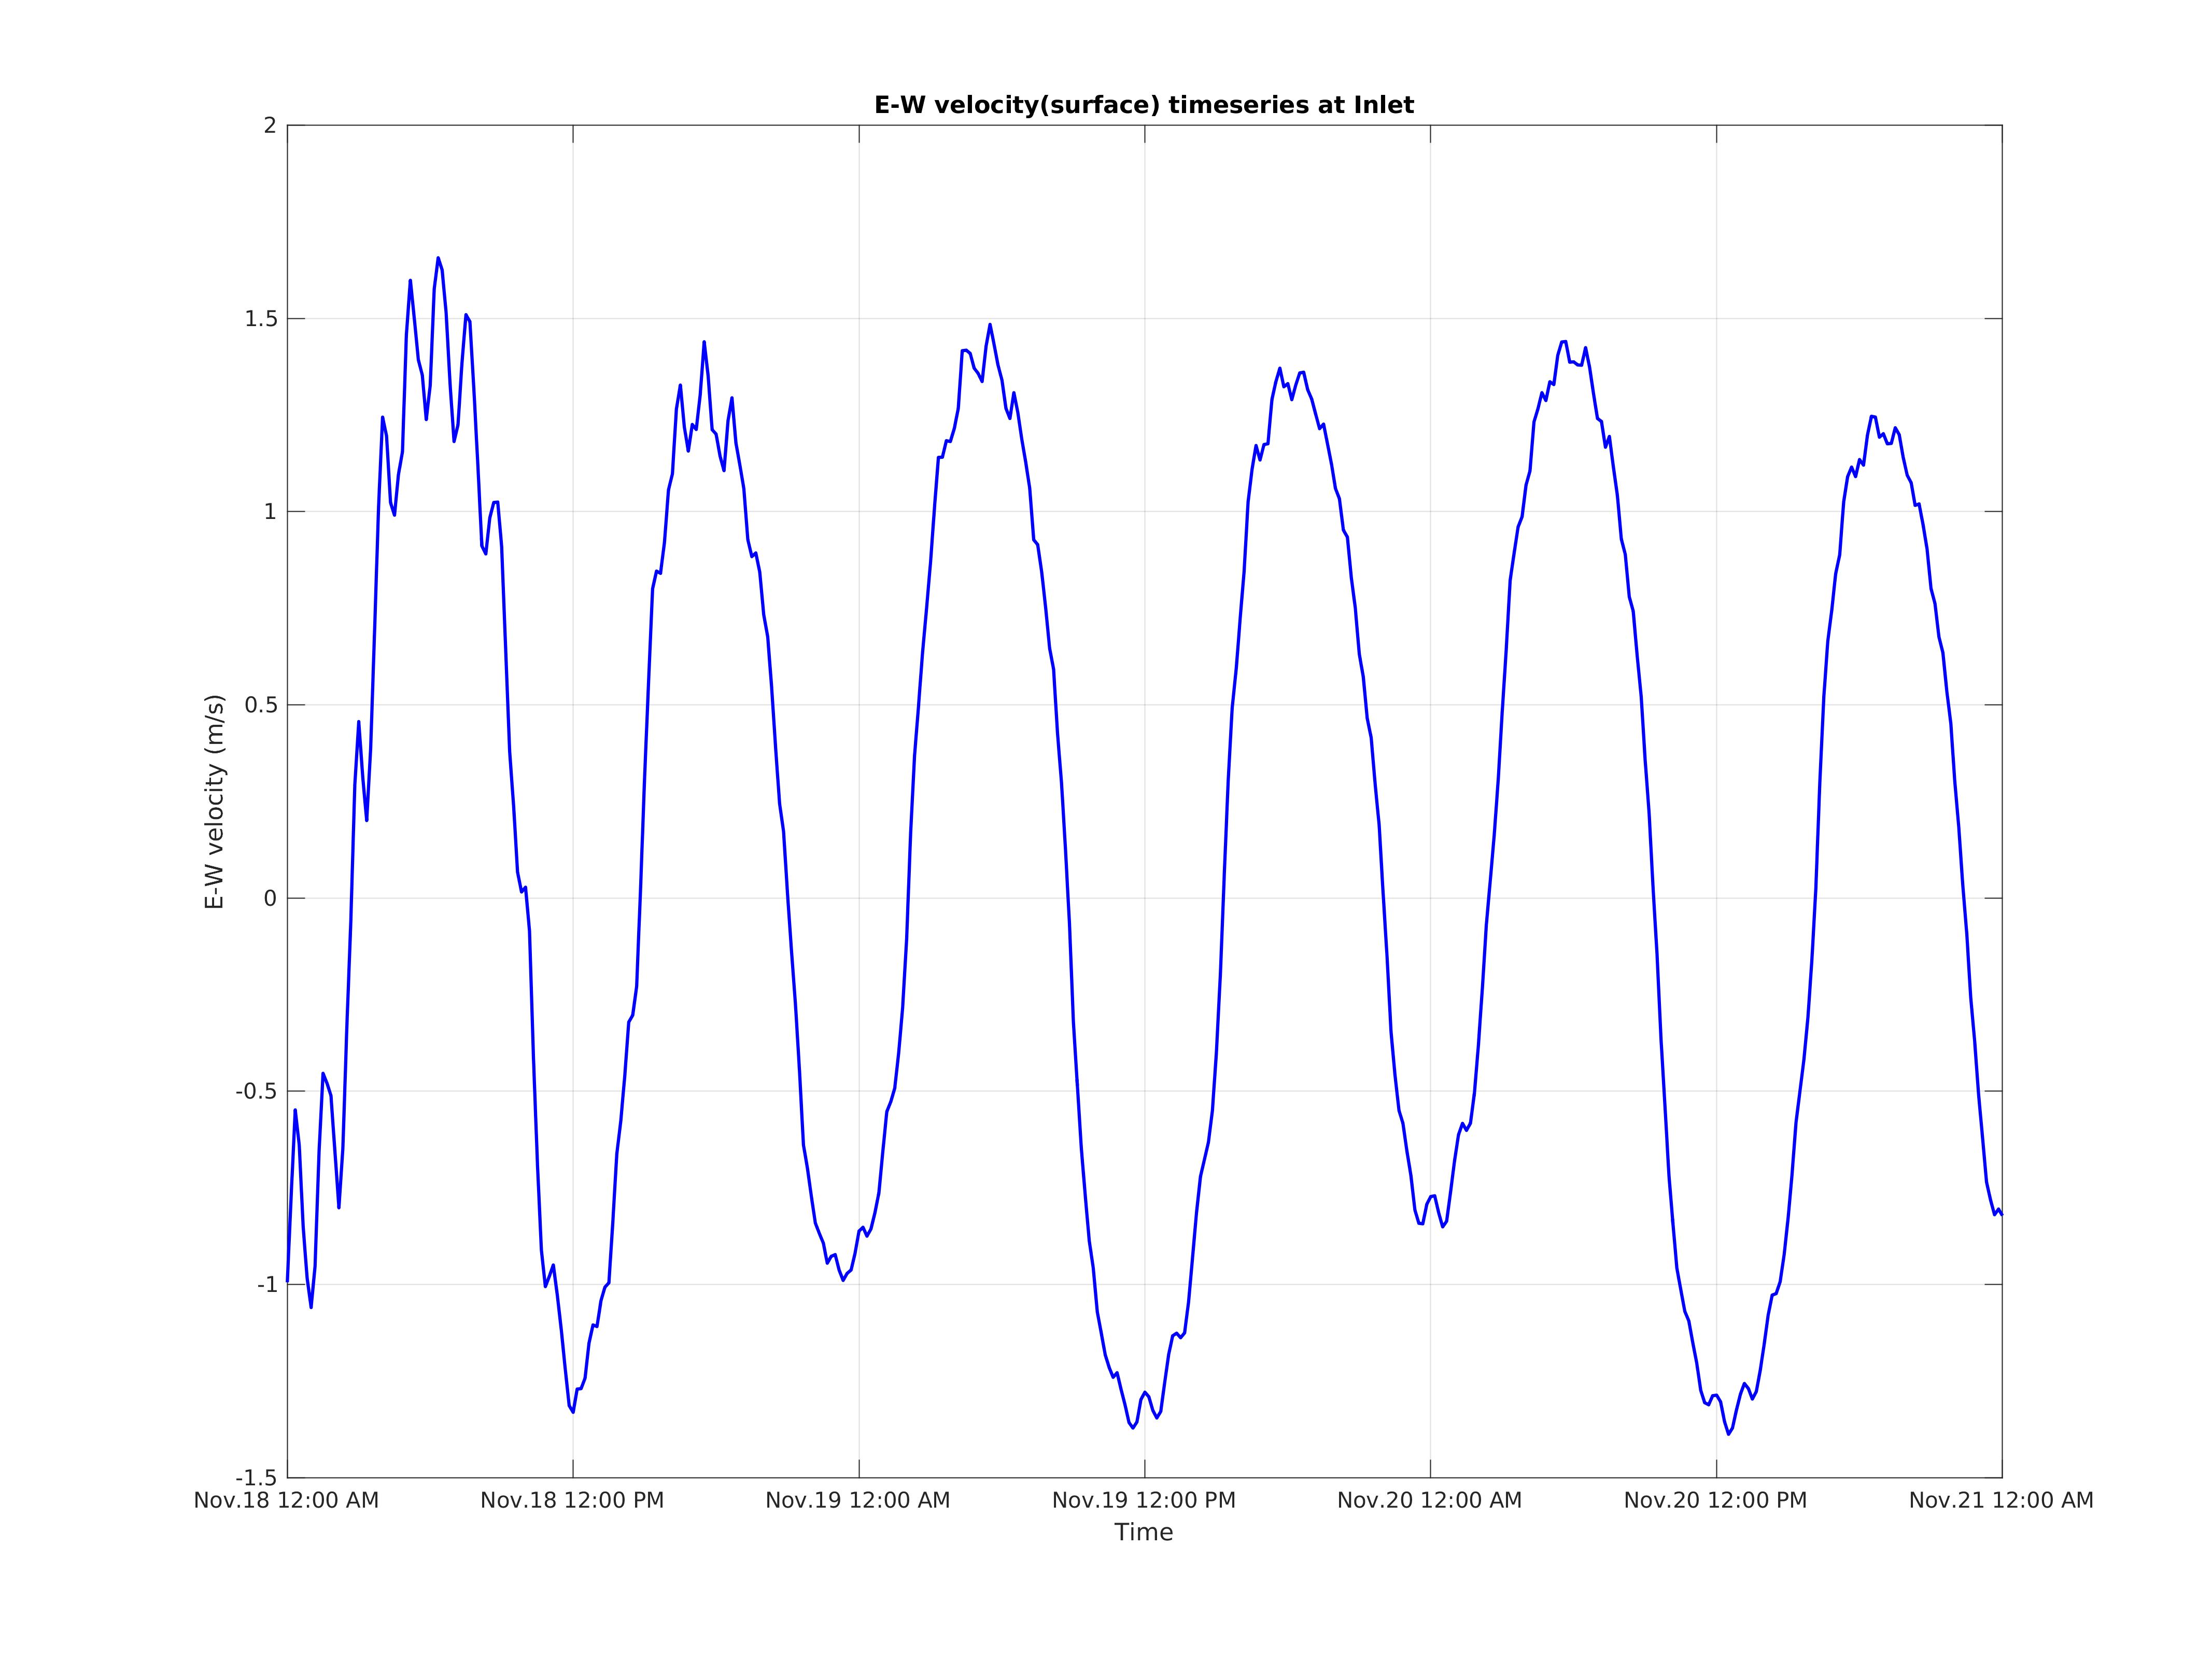 E-W velocity(surface) timeseries at Inlet
2
1.5
1
0.5
0
-0.5
-1
-1.5
E-W velocity (m/s)
Nov.18 12:00 AM
Nov.18 12:00 PM
Nov.19 12:00 AM
Nov.19 12:00 PM
Nov.20 12:00 AM
Nov.20 12:00 PM
Nov.21 12:00 AM
Time